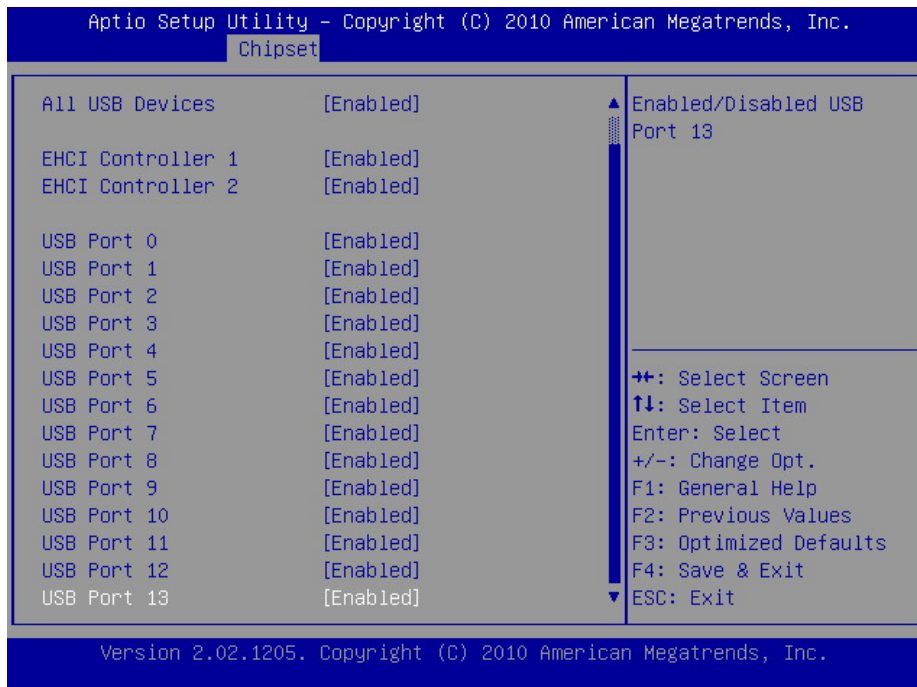 Aptio Setup Utility – Copyright (C) 2010 American Megatrends, Inc.
Chipset
All USB Devices [Enabled]
EHCI Controller 1 [Enabled]
EHCI Controller 2 [Enabled]
USB Port 0 [Enabled]
USB Port 1 [Enabled]
USB Port 2 [Enabled]
USB Port 3 [Enabled]
USB Port 4 [Enabled]
USB Port 5 [Enabled]
USB Port 6 [Enabled]
USB Port 7 [Enabled]
USB Port 8 [Enabled]
USB Port 9 [Enabled]
USB Port 10 [Enabled]
USB Port 11 [Enabled]
USB Port 12 [Enabled]
USB Port 13 [Enabled]
Enabled/Disabled USB
Port 13
→←: Select Screen
↑↓: Select Item
Enter: Select
+/-: Change Opt.
F1: General Help
F2: Previous Values
F3: Optimized Defaults
F4: Save & Exit
ESC: Exit
Version 2.02.1205. Copyright (C) 2010 American Megatrends, Inc.